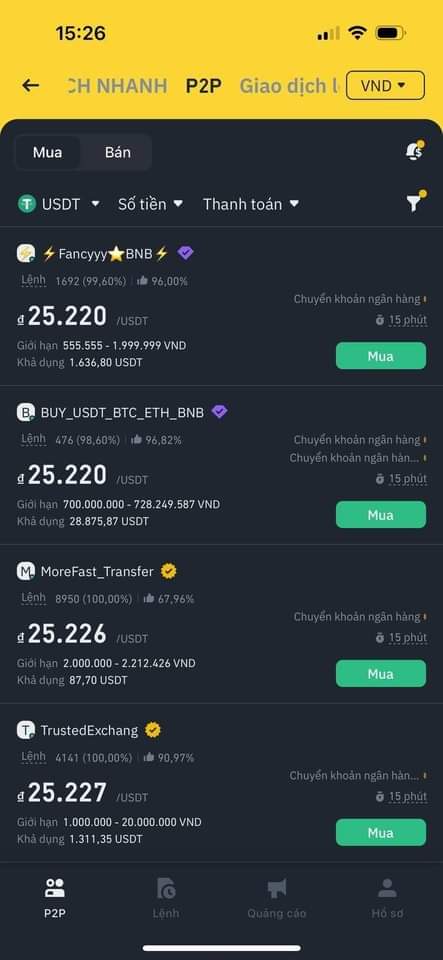 15:26
CH NHANH P2P Giao dịch l VND
Mua Bán
USDT Số tiền Thanh toán
⚡Fancyyy⭐BNB⚡
Lệnh 1692 (99,60%) 96,00%
Chuyển khoản ngân hàng
₫25.220 /USDT
15 phút
Giới hạn 555.555 - 1.999.999 VND
Khả dụng 1.636,80 USDT
Mua
B BUY_USDT_BTC_ETH_BNB
Lệnh 476 (98,60%) 96,82%
Chuyển khoản ngân hàng
Chuyển khoản ngân hàn...
₫25.220 /USDT
15 phút
Giới hạn 700.000.000 - 728.249.587 VND
Khả dụng 28.875,87 USDT
Mua
M MoreFast_Transfer
Lệnh 8950 (100,00%) 67,96%
Chuyển khoản ngân hàng
₫25.226 /USDT
15 phút
Giới hạn 2.000.000 - 2.212.426 VND
Khả dụng 87,70 USDT
Mua
T TrustedExchang
Lệnh 4141 (100,00%) 90,97%
Chuyển khoản ngân hàn...
₫25.227 /USDT
15 phút
Giới hạn 1.000.000 - 20.000.000 VND
Khả dụng 1.311,35 USDT
Mua
P2P Lệnh Quảng cáo Hồ sơ